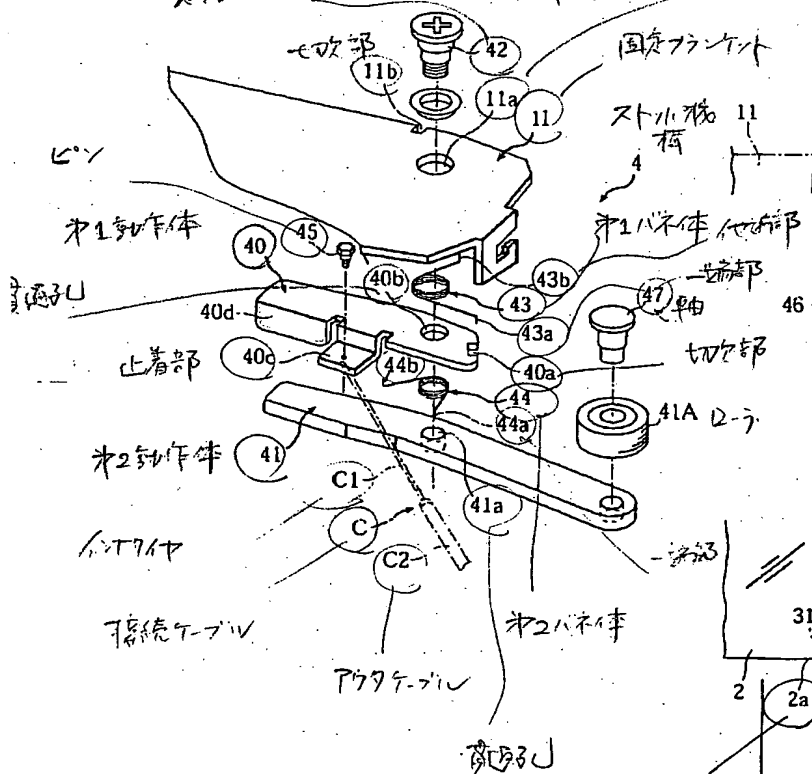 42
切欠部
11b
固定ブラケット
11a
11
ストッパ機構
11
4
ピン
第1動作体
45
第1バネ体
他端部
40
40b
43b
一端部
貫通孔
43
47
軸
40d
43a
46
止着部
40c
44b
40a
切欠部
44
41A
ローラ
44a
第2動作体
41
C1
41a
C
インナワイヤ
C2
一端部
接続ケーブル
第2バネ体
31
アウタケーブル
2
2a
貫通孔